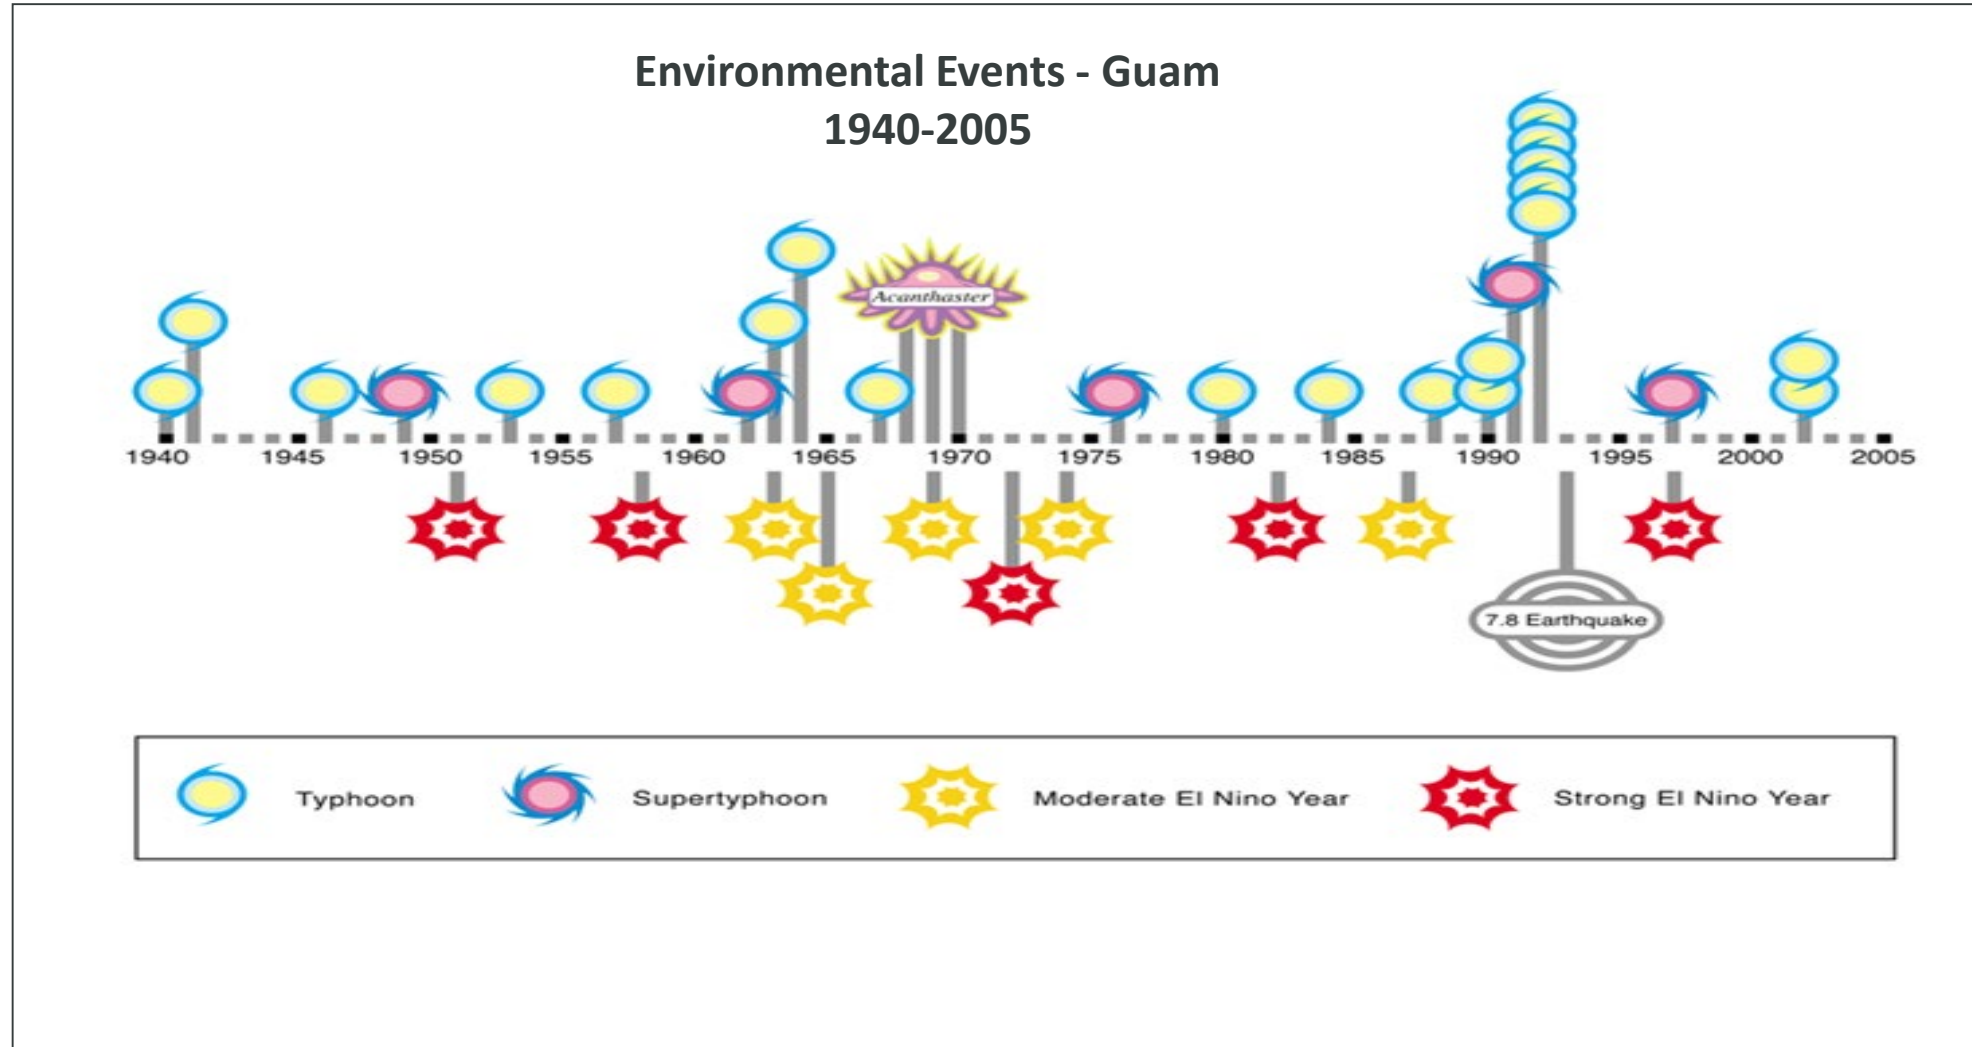 Environmental Events - Guam
1940-2005
Acanthaster
1940 1945 1950 1955 1960 1965 1970 1975 1980 1985 1990 1995 2000 2005
7.8 Earthquake
Typhoon Supertyphoon Moderate El Nino Year Strong El Nino Year